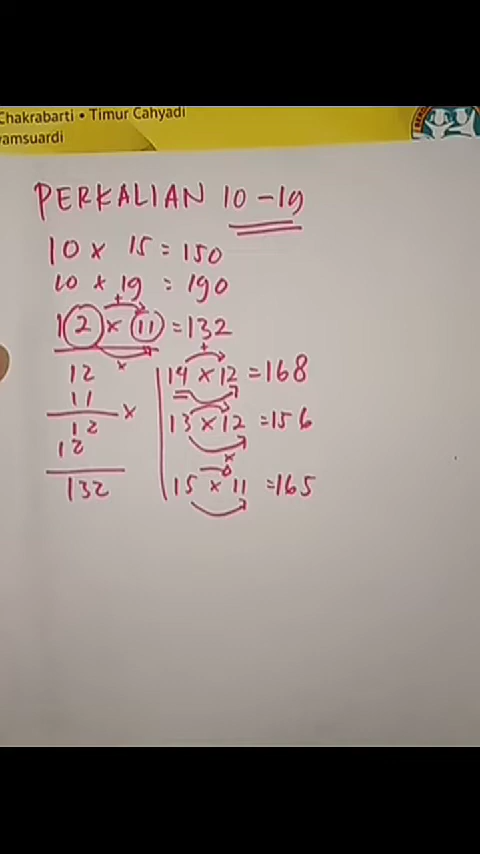 Chakrabarti • Timur Cahyadi
yamsuardi
PERKALIAN 10-19
10 x 15 = 150
10 x 19 = 190
+
12 x 11 = 132
x
12
11
x
12
12
132
+
14 x 12 = 168
13 x 12 = 156
x
15 x 11 = 165